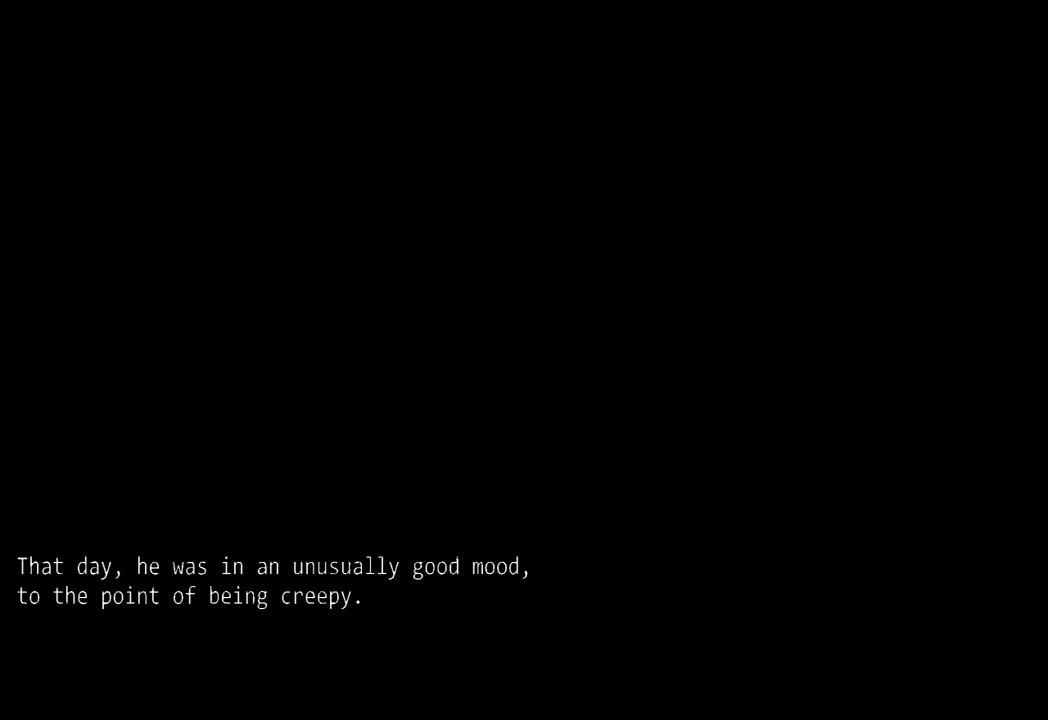 That day, he was in an unusually good mood,
to the point of being creepy.